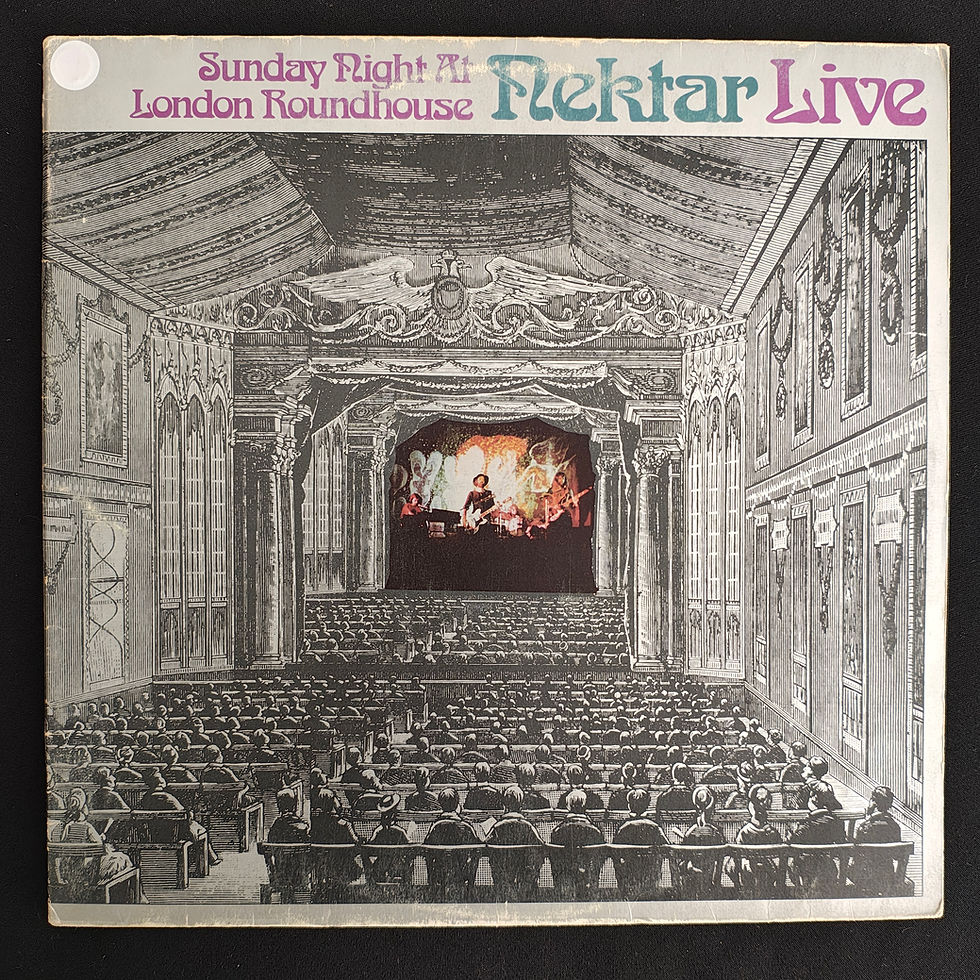 Sunday Night At
London Roundhouse
Nektar Live